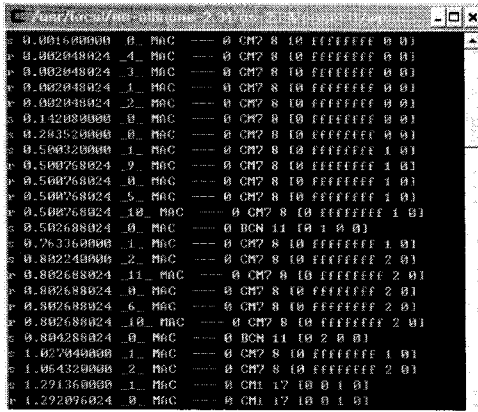 s 0.001600000 _0_ MAC --- 0 CM7 8 [0 ffffffff 0 0]
r 0.002048024 _4_ MAC --- 0 CM7 8 [0 ffffffff 0 0]
r 0.002048024 _3_ MAC --- 0 CM7 8 [0 ffffffff 0 0]
r 0.002048024 _1_ MAC --- 0 CM7 8 [0 ffffffff 0 0]
r 0.002048024 _2_ MAC --- 0 CM7 8 [0 ffffffff 0 0]
s 0.142080000 _0_ MAC --- 0 CM7 8 [0 ffffffff 0 0]
s 0.283520000 _0_ MAC --- 0 CM7 8 [0 ffffffff 0 0]
s 0.500320000 _1_ MAC --- 0 CM7 8 [0 ffffffff 1 0]
r 0.500768024 _9_ MAC --- 0 CM7 8 [0 ffffffff 1 0]
r 0.500768024 _0_ MAC --- 0 CM7 8 [0 ffffffff 1 0]
r 0.500768024 _5_ MAC --- 0 CM7 8 [0 ffffffff 1 0]
r 0.500768024 _10_ MAC --- 0 CM7 8 [0 ffffffff 1 0]
s 0.502688024 _0_ MAC --- 0 BCN 11 [0 1 0 0]
s 0.763360000 _1_ MAC --- 0 CM7 8 [0 ffffffff 1 0]
s 0.802240000 _2_ MAC --- 0 CM7 8 [0 ffffffff 2 0]
r 0.802688024 _11_ MAC --- 0 CM7 8 [0 ffffffff 2 0]
r 0.802688024 _0_ MAC --- 0 CM7 8 [0 ffffffff 2 0]
r 0.802688024 _6_ MAC --- 0 CM7 8 [0 ffffffff 2 0]
r 0.802688024 _10_ MAC --- 0 CM7 8 [0 ffffffff 2 0]
s 0.804288024 _0_ MAC --- 0 BCN 11 [0 2 0 0]
s 1.027040000 _1_ MAC --- 0 CM7 8 [0 ffffffff 1 0]
s 1.064320000 _2_ MAC --- 0 CM7 8 [0 ffffffff 2 0]
s 1.291360000 _1_ MAC --- 0 CM1 17 [0 0 1 0]
r 1.292096024 _0_ MAC --- 0 CM1 17 [0 0 1 0]